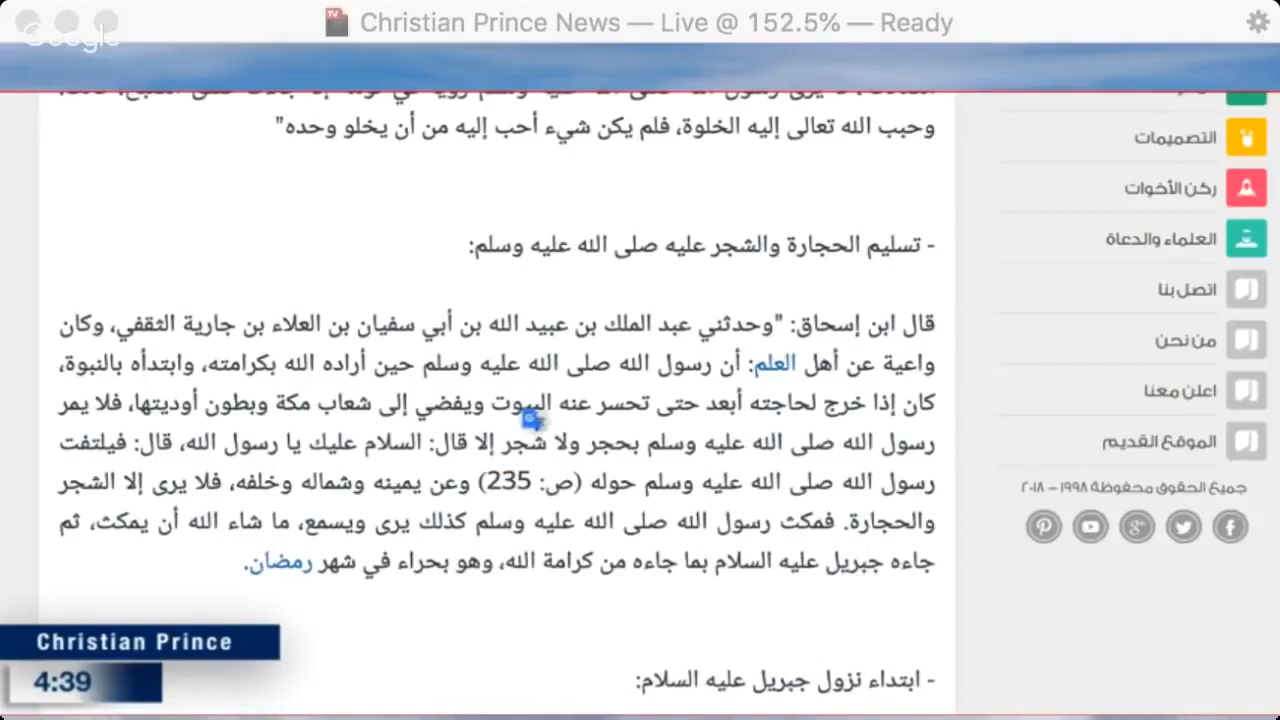 Christian Prince News — Live @ 152.5% — Ready
Google
وحبب الله تعالى إليه الخلوة، فلم يكن شيء أحب إليه من أن يخلو وحده"
- تسليم الحجارة والشجر عليه صلى الله عليه وسلم:
قال ابن إسحاق: "وحدثني عبد الملك بن عبيد الله بن أبي سفيان بن العلاء بن جارية الثقفي، وكان
واعية عن أهل العلم: أن رسول الله صلى الله عليه وسلم حين أراده الله بكرامته، وابتدأه بالنبوة،
كان إذا خرج لحاجته أبعد حتى تحسر عنه البيوت ويفضي إلى شعاب مكة وبطون أوديتها، فلا يمر
رسول الله صلى الله عليه وسلم بحجر ولا شجر إلا قال: السلام عليك يا رسول الله، قال: فيلتفت
رسول الله صلى الله عليه وسلم حوله (ص: 235) وعن يمينه وشماله وخلفه، فلا يرى إلا الشجر
والحجارة. فمكث رسول الله صلى الله عليه وسلم كذلك يرى ويسمع، ما شاء الله أن يمكث، ثم
جاءه جبريل عليه السلام بما جاءه من كرامة الله، وهو بحراء في شهر رمضان.
- ابتداء نزول جبريل عليه السلام:
التصميمات
ركن الأخوات
العلماء والدعاة
اتصل بنا
من نحن
اعلن معنا
الموقع القديم
جميع الحقوق محفوظة ١٩٩٨ - ٢٠١٨
Christian Prince
4:39